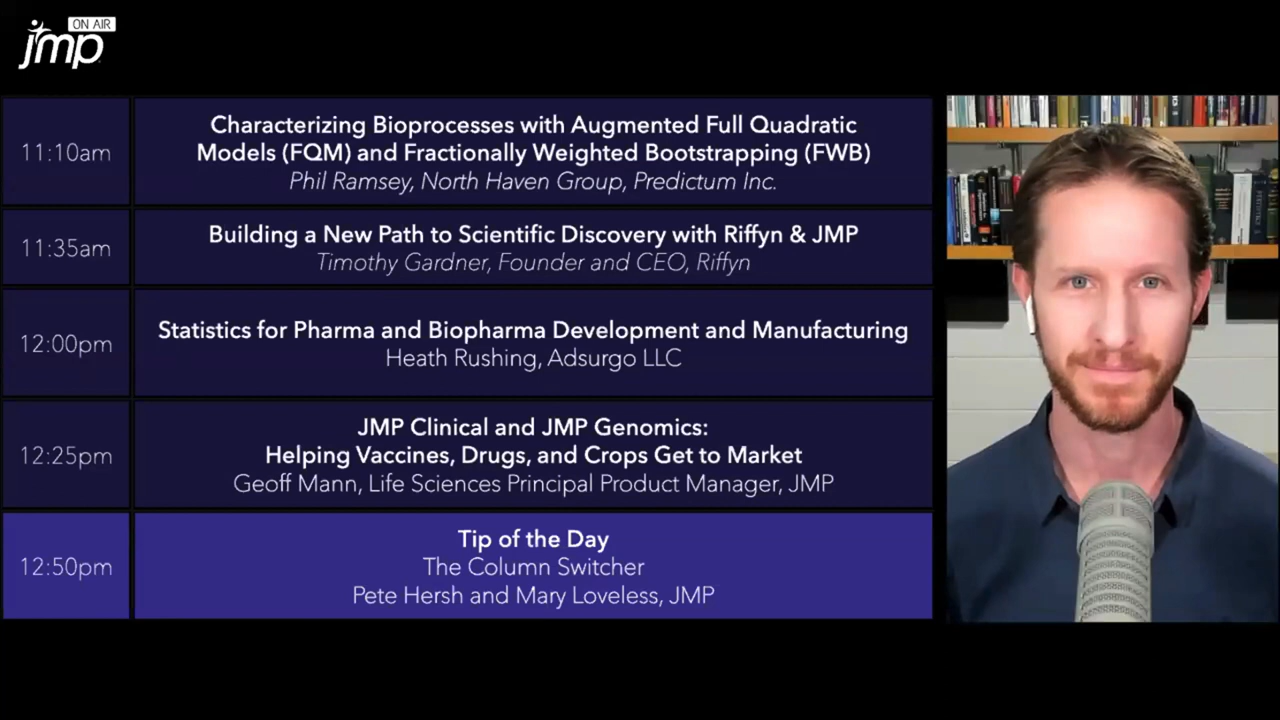 ON AIR
jmp
11:10am
Characterizing Bioprocesses with Augmented Full Quadratic
Models (FQM) and Fractionally Weighted Bootstrapping (FWB)
Phil Ramsey, North Haven Group, Predictum Inc.
11:35am
Building a New Path to Scientific Discovery with Riffyn & JMP
Timothy Gardner, Founder and CEO, Riffyn
12:00pm
Statistics for Pharma and Biopharma Development and Manufacturing
Heath Rushing, Adsurgo LLC
12:25pm
JMP Clinical and JMP Genomics:
Helping Vaccines, Drugs, and Crops Get to Market
Geoff Mann, Life Sciences Principal Product Manager, JMP
12:50pm
Tip of the Day
The Column Switcher
Pete Hersh and Mary Loveless, JMP